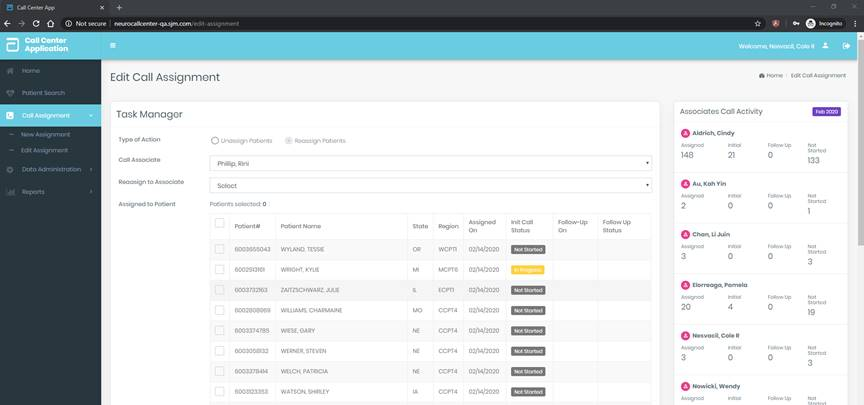 Call Center App
Not secure | neurocallcenter-qa.sjm.com/edit-assignment
Incognito
Call Center
Application
Welcome, Nesvacil, Cole R
Home
Patient Search
Call Assignment
New Assignment
Edit Assignment
Data Administration
Reports
Edit Call Assignment
Home / Edit Call Assignment
Task Manager
Type of Action
Unassign Patients
Reassign Patients
Call Associate
Phillip, Rini
Reassign to Associate
Select
Assigned to Patient
Patients selected: 0
Patient# Patient Name State Region Assigned On Init Call Status Follow-Up On Follow Up Status
6003655043 WYLAND, TESSIE OR WCPT1 02/14/2020 Not Started
6002913161 WRIGHT, KYLIE MI MCPT6 02/14/2020 In Progress
6003732163 ZAITZSCHWARZ, JULIE IL ECPT1 02/14/2020 Not Started
6002808969 WILLIAMS, CHARMAINE MO CCPT4 02/14/2020 Not Started
6003374785 WIESE, GARY NE CCPT4 02/14/2020 Not Started
6003058132 WERNER, STEVEN NE CCPT4 02/14/2020 Not Started
6003378414 WELCH, PATRICIA NE CCPT4 02/14/2020 Not Started
6003123353 WATSON, SHIRLEY IA CCPT4 02/14/2020 Not Started
Associates Call Activity
Feb 2020
Aldrich, Cindy
Assigned Initial Follow Up Not Started
148 21 0 133
Au, Kah Yin
Assigned Initial Follow Up Not Started
2 0 0 1
Chan, Li Juin
Assigned Initial Follow Up Not Started
3 0 0 3
Elorreaga, Pamela
Assigned Initial Follow Up Not Started
20 4 0 19
Nesvacil, Cole R
Assigned Initial Follow Up Not Started
3 0 0 3
Nowicki, Wendy
Assigned Initial Follow Up Not